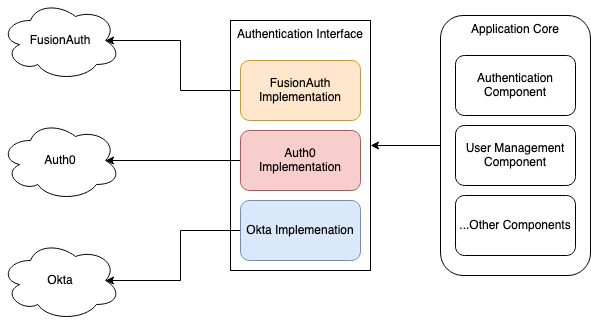 FusionAuth
Auth0
Okta
Authentication Interface
FusionAuth
Implementation
Auth0
Implementation
Okta Implemenation
Application Core
Authentication
Component
User Management
Component
...Other Components